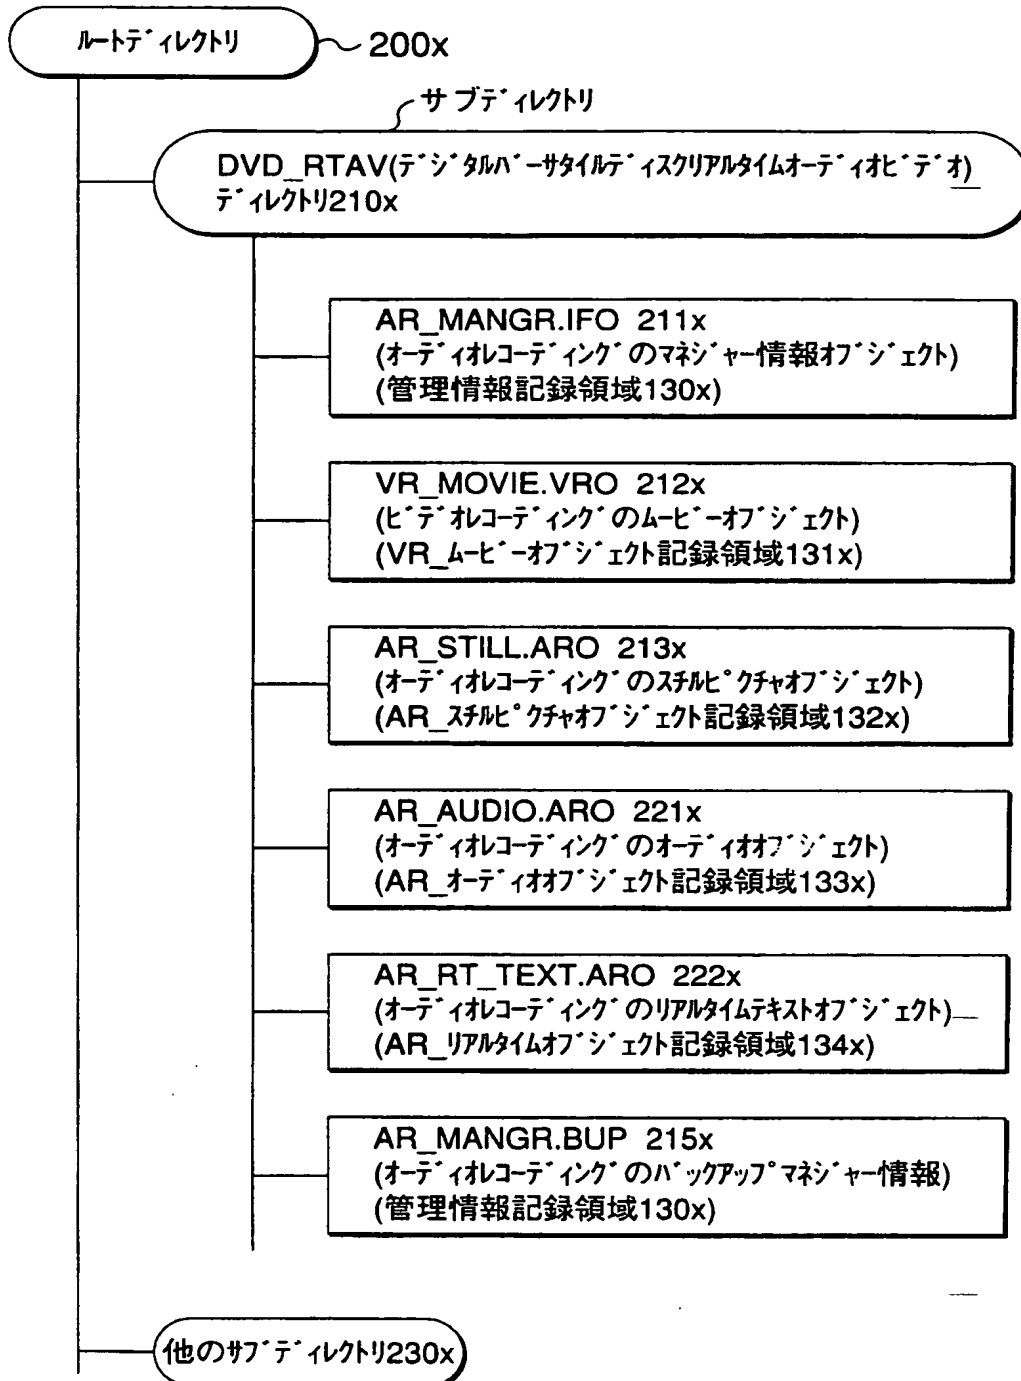 ルートディレクトリ
200x
サブディレクトリ
DVD_RTAV(デジタルバーサタイルディスクリアルタイムオーディオビデオ)
ディレクトリ210x
AR_MANGR.IFO 211x
(オーディオレコーディングのマネジャー情報オブジェクト)
(管理情報記録領域130x)
VR_MOVIE.VRO 212x
(ビデオレコーディングのムービーオブジェクト)
(VR_ムービーオブジェクト記録領域131x)
AR_STILL.ARO 213x
(オーディオレコーディングのスチルピクチャオブジェクト)
(AR_スチルピクチャオブジェクト記録領域132x)
AR_AUDIO.ARO 221x
(オーディオレコーディングのオーディオオブジェクト)
(AR_オーディオオブジェクト記録領域133x)
AR_RT_TEXT.ARO 222x
(オーディオレコーディングのリアルタイムテキストオブジェクト)
(AR_リアルタイムオブジェクト記録領域134x)
AR_MANGR.BUP 215x
(オーディオレコーディングのバックアップマネジャー情報)
(管理情報記録領域130x)
他のサブディレクトリ230x